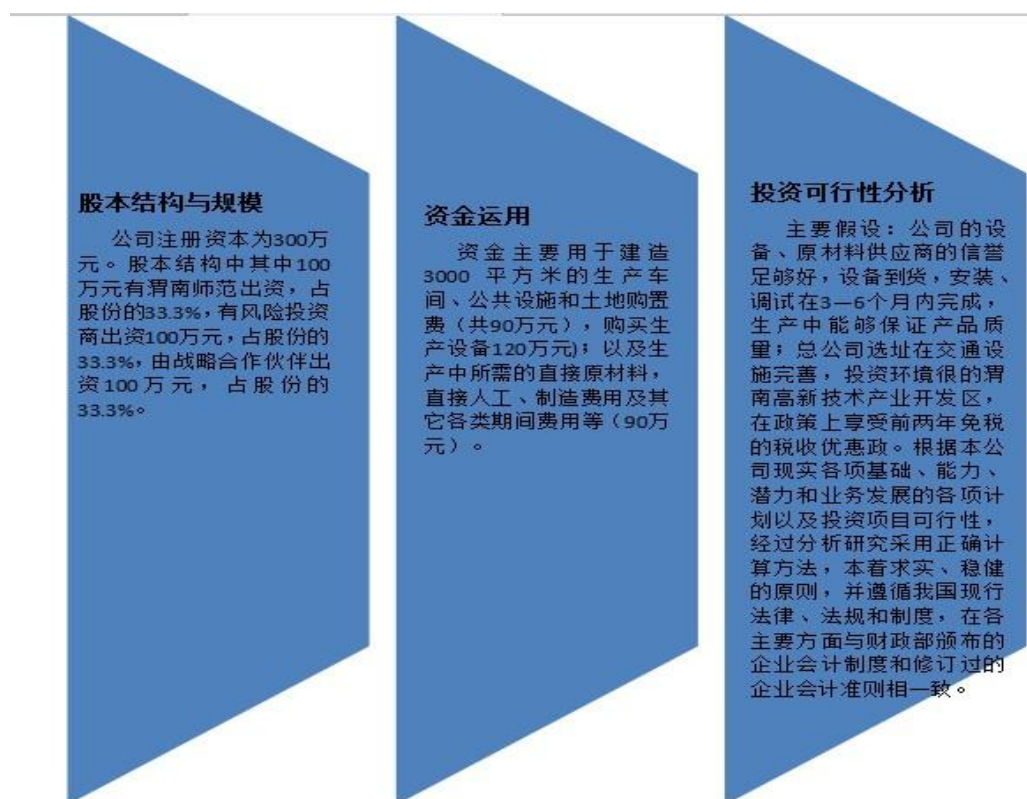 股本结构与规模
公司注册资本为300万
元。股本结构中其中100
万元有渭南师范出资，占
股份的33.3%，有风险投资
商出资100万元，占股份的
33.3%，由战略合作伙伴出
资100万元，占股份的
33.3%。
资金运用
资金主要用于建造
3000 平方米的生产车
间、公共设施和土地购置
费（共90万元），购买生
产设备120万元)；以及生
产中所需的直接原材料，
直接人工、制造费用及其
它各类期间费用等（90万
元）。
投资可行性分析
主要假设：公司的设
备、原材料供应商的信誉
足够好，设备到货，安装、
调试在3—6个月内完成，
生产中能够保证产品质
量；总公司选址在交通设
施完善，投资环境很的渭
南高新技术产业开发区，
在政策上享受前两年免税
的税收优惠政。根据本公
司现实各项基础、能力、
潜力和业务发展的各项计
划以及投资项目可行性，
经过分析研究采用正确计
算方法，本着求实、稳健
的原则，并遵循我国现行
法律、法规和制度，在各
主要方面与财政部颁布的
企业会计制度和修订过的
企业会计准则相一致。